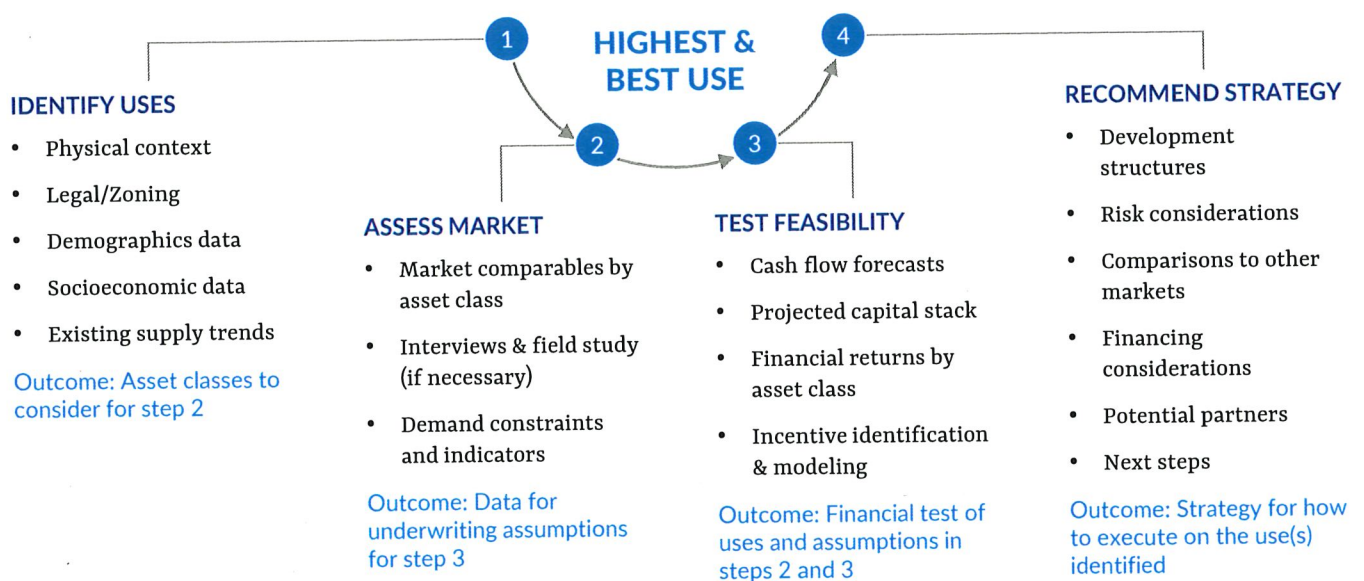 1
HIGHEST &
BEST USE
4
2
3
IDENTIFY USES
• Physical context
• Legal/Zoning
• Demographics data
• Socioeconomic data
• Existing supply trends
Outcome: Asset classes to
consider for step 2
ASSESS MARKET
• Market comparables by
asset class
• Interviews & field study
(if necessary)
• Demand constraints
and indicators
Outcome: Data for
underwriting assumptions
for step 3
TEST FEASIBILITY
• Cash flow forecasts
• Projected capital stack
• Financial returns by
asset class
• Incentive identification
& modeling
Outcome: Financial test of
uses and assumptions in
steps 2 and 3
RECOMMEND STRATEGY
• Development
structures
• Risk considerations
• Comparisons to other
markets
• Financing
considerations
• Potential partners
• Next steps
Outcome: Strategy for how
to execute on the use(s)
identified